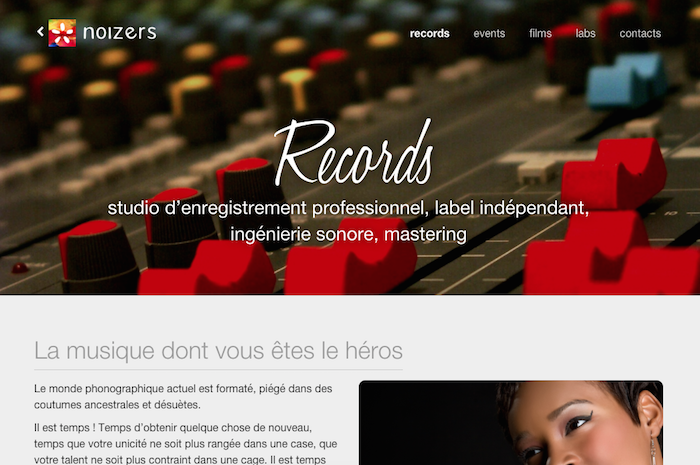 noizers
records events films labs contacts
Records
studio d’enregistrement professionnel, label indépendant,
ingénierie sonore, mastering
La musique dont vous êtes le héros
Le monde phonographique actuel est formaté, piégé dans des
coutumes ancestrales et désuètes.
Il est temps ! Temps d’obtenir quelque chose de nouveau,
temps que votre unicité ne soit plus rangée dans une case, que
votre talent ne soit plus contraint dans une cage. Il est temps